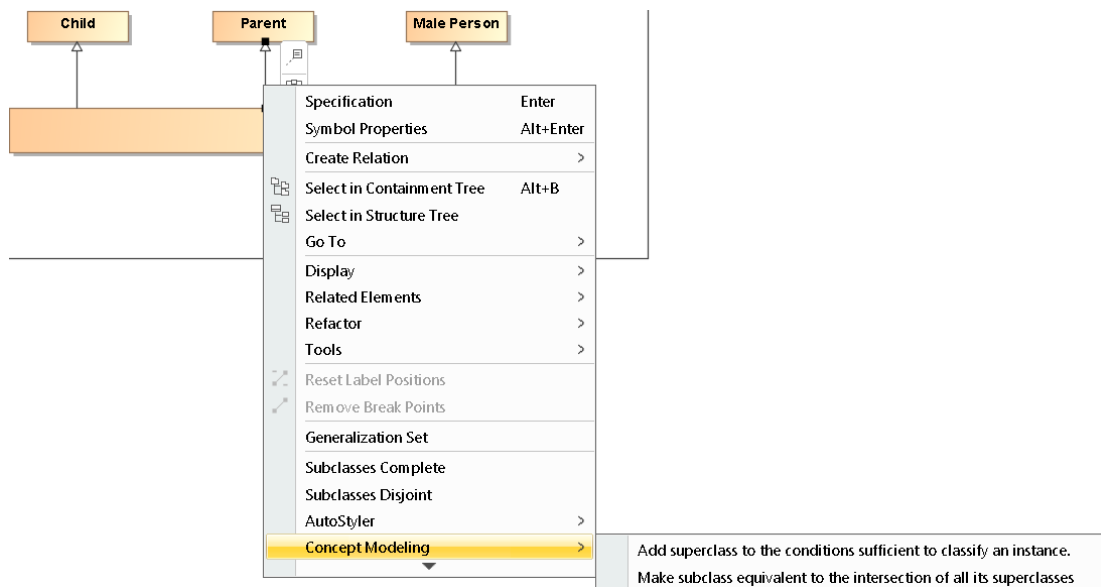 Child Parent Male Person
Specification Enter
Symbol Properties Alt+Enter
Create Relation
Select in Containment Tree Alt+B
Select in Structure Tree
Go To
Display
Related Elements
Refactor
Tools
Reset Label Positions
Remove Break Points
Generalization Set
Subclasses Complete
Subclasses Disjoint
AutoStyler
Concept Modeling
Add superclass to the conditions sufficient to classify an instance.
Make subclass equivalent to the intersection of all its superclasses